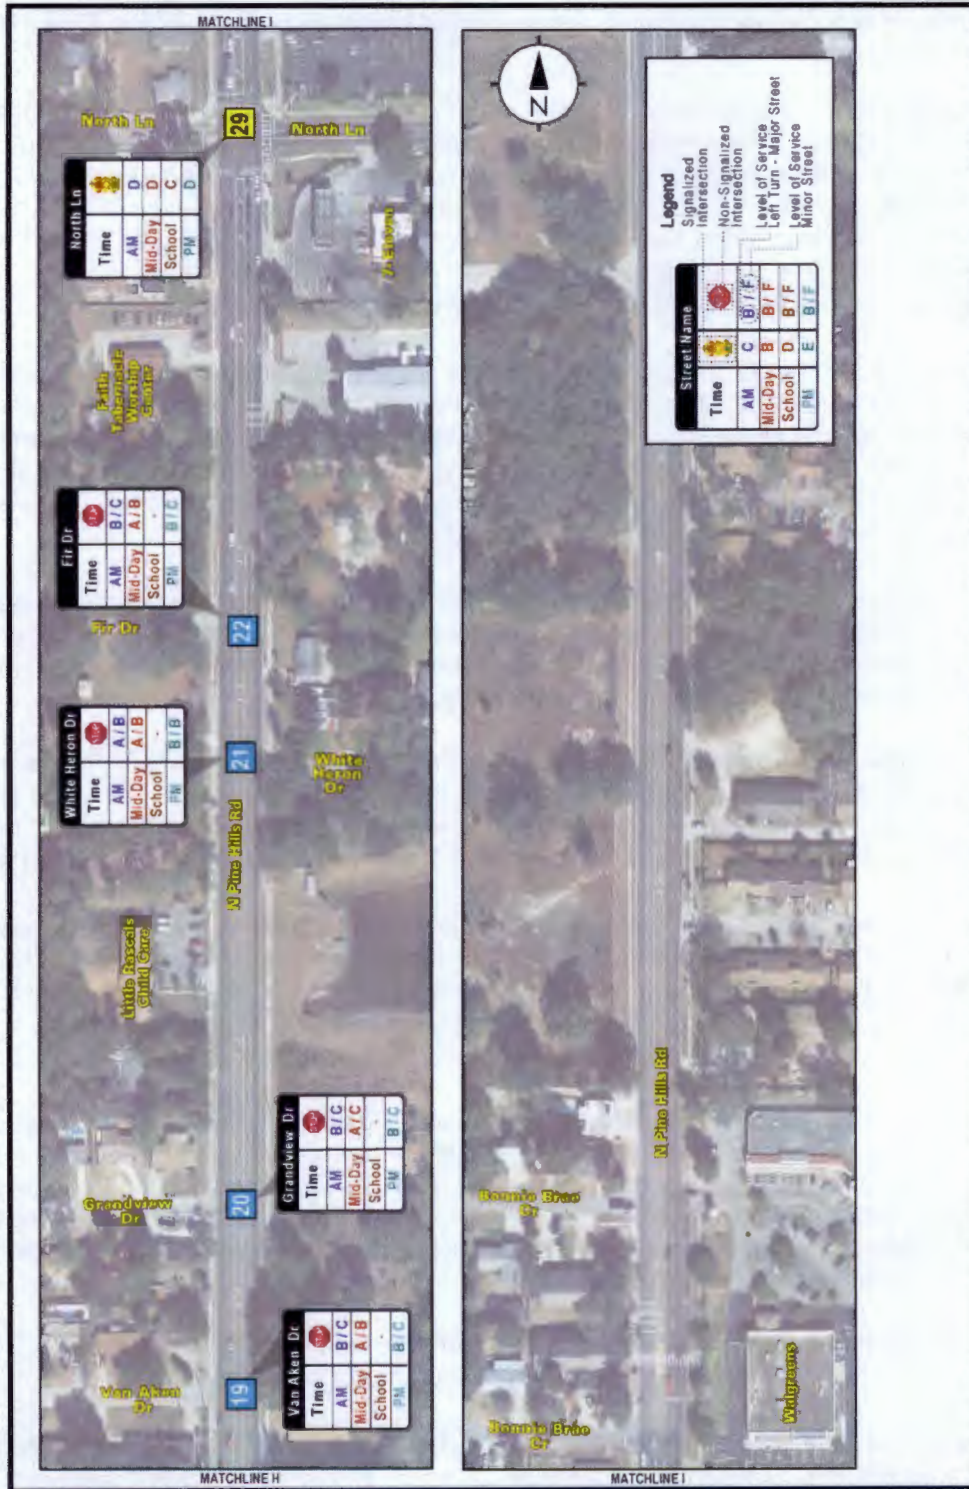 MATCHLINE I
North Ln
North Ln
29
North Ln
Time
AM D
Mid-Day D
School C
PM D
Faith
Tabernacle
Worship
Center
Fir Dr
Time
AM B / C
Mid-Day A / B
School -
PM B / C
Fir Dr
22
White Heron Dr
Time
AM A / B
Mid-Day A / B
School -
PM B / B
21
White
Heron
Dr
N Pine Hills Rd
Little Rascals
Child Care
Grandview
Dr
20
Grandview Dr
Time
AM B / C
Mid-Day A / C
School -
PM B / C
Van Aken
Dr
19
Van Aken Dr
Time
AM B / C
Mid-Day A / B
School
PM B / C
MATCHLINE H
N
Legend
Signalized
Intersection
Non-Signalized
Intersection
Level of Service
Left Turn - Major Street
Level of Service
Minor Street
Street Name
Time
AM C B / F
Mid-Day B B / F
School D B / F
PM E B / F
N Pine Hills Rd
Bonnie Brae
Cr
Bonnie Brae
Cr
Walgreens
MATCHLINE I